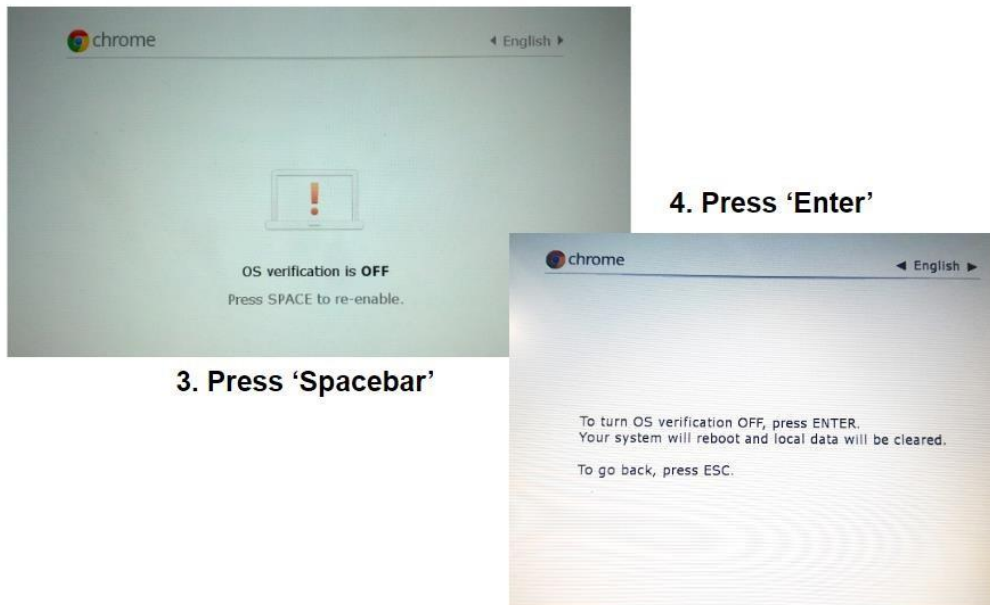 chrome
◀ English ▶
OS verification is OFF
Press SPACE to re-enable.
3. Press ‘Spacebar’
4. Press ‘Enter’
chrome
◀ English ▶
To turn OS verification OFF, press ENTER.
Your system will reboot and local data will be cleared.
To go back, press ESC.